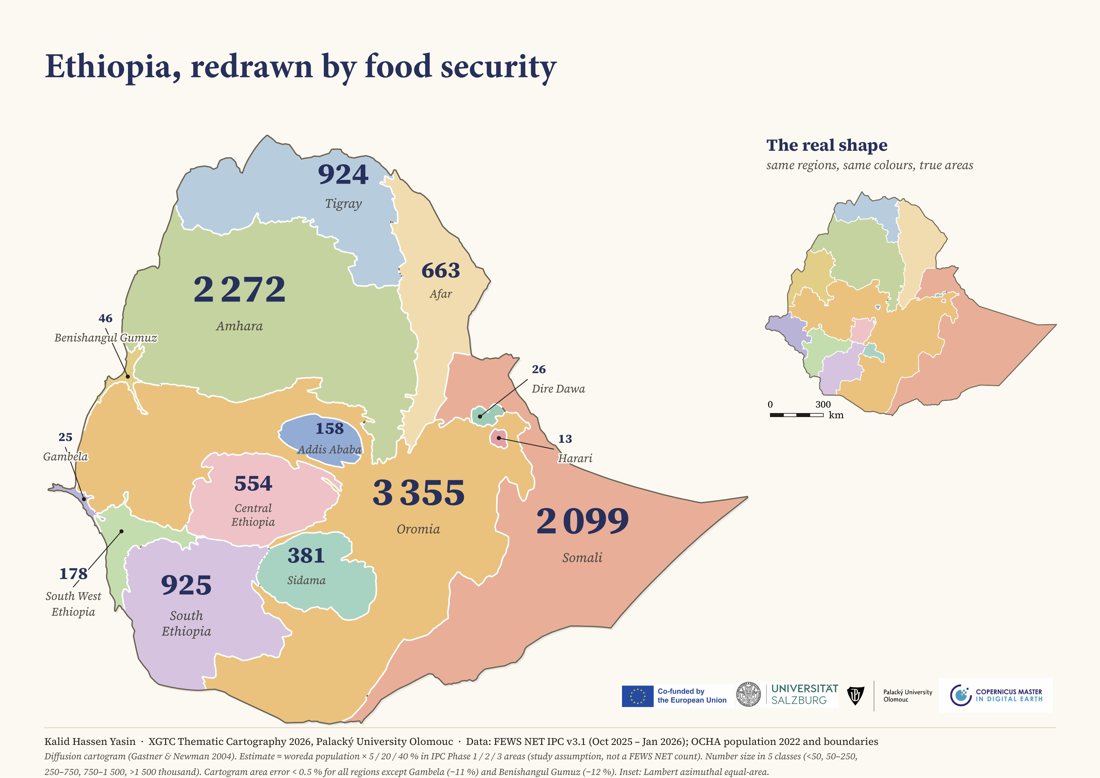 Ethiopia, redrawn by food security
The real shape
same regions, same colours, true areas
924
Tigray
663
Afar
2 272
Amhara
46
Benishangul Gumuz
26
Dire Dawa
158
Addis Ababa
13
Harari
25
Gambela
554
Central
Ethiopia
3 355
Oromia
2 099
Somali
381
Sidama
178
South West
Ethiopia
925
South
Ethiopia
0 300
km
Co-funded by
the European Union
UNIVERSITÄT
SALZBURG
Palacký University
Olomouc
COPERNICUS MASTER
IN DIGITAL EARTH
Kalid Hassen Yasin · XGTC Thematic Cartography 2026, Palacký University Olomouc · Data: FEWS NET IPC v3.1 (Oct 2025 – Jan 2026); OCHA population 2022 and boundaries
Diffusion cartogram (Gastner & Newman 2004). Estimate = woreda population × 5 / 20 / 40 % in IPC Phase 1 / 2 / 3 areas (study assumption, not a FEWS NET count). Number size in 5 classes (<50, 50–250,
250–750, 750–1 500, >1 500 thousand). Cartogram area error < 0.5 % for all regions except Gambela (~11 %) and Benishangul Gumuz (~12 %). Inset: Lambert azimuthal equal-area.